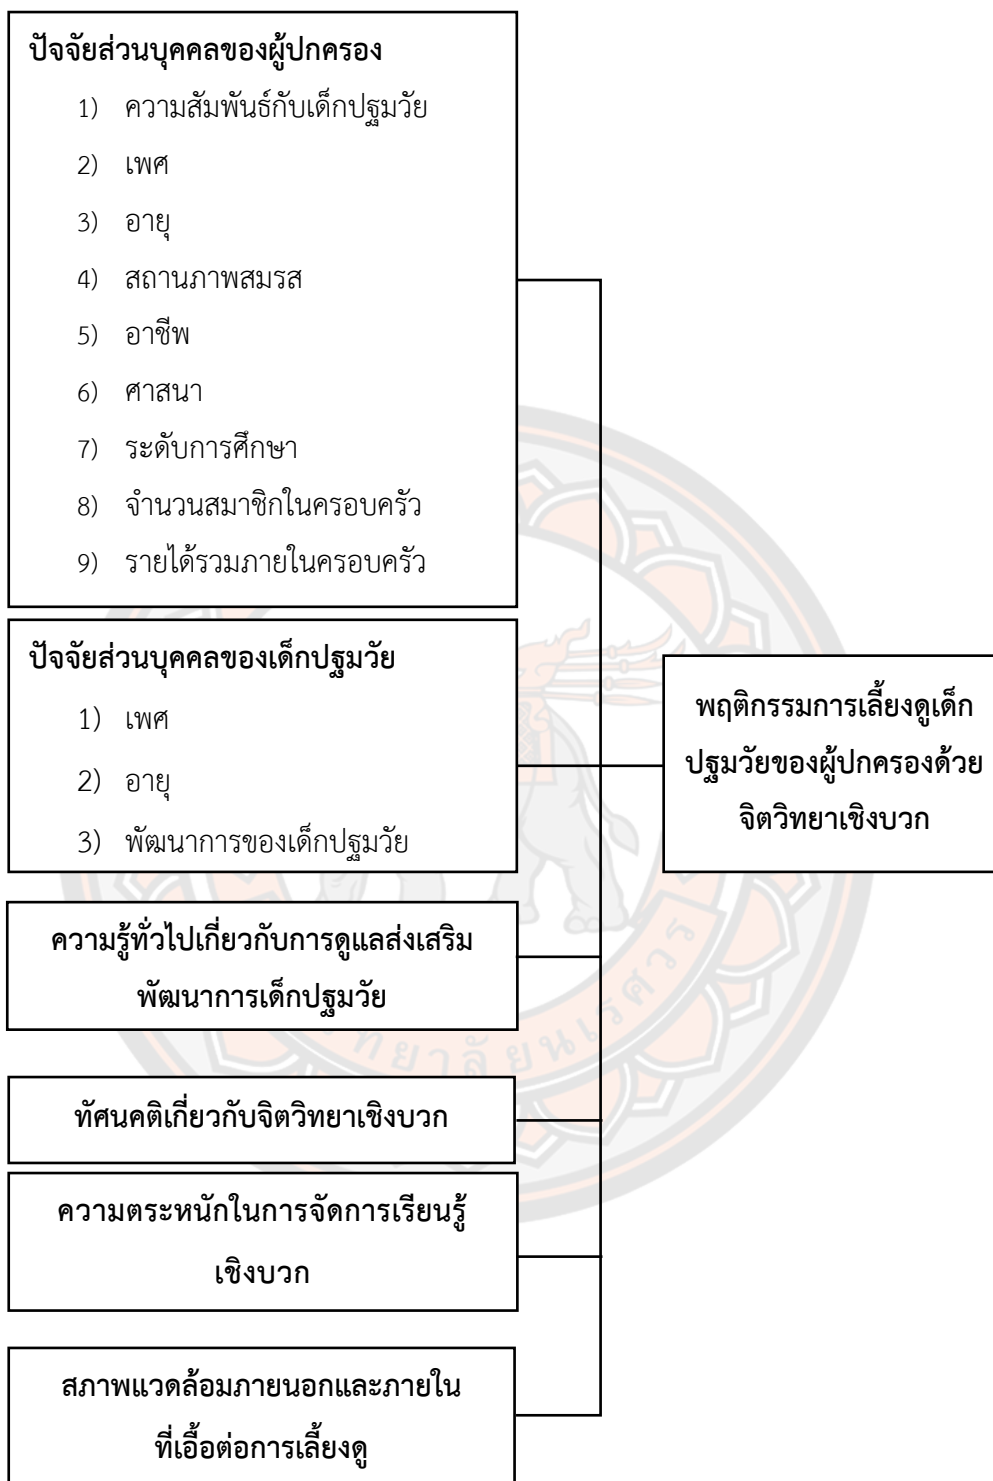 ปัจจัยส่วนบุคคลของผู้ปกครอง
1) ความสัมพันธ์กับเด็กปฐมวัย
2) เพศ
3) อายุ
4) สถานภาพสมรส
5) อาชีพ
6) ศาสนา
7) ระดับการศึกษา
8) จำนวนสมาชิกในครอบครัว
9) รายได้รวมภายในครอบครัว
ปัจจัยส่วนบุคคลของเด็กปฐมวัย
1) เพศ
2) อายุ
3) พัฒนาการของเด็กปฐมวัย
ความรู้ทั่วไปเกี่ยวกับการดูแลส่งเสริม
พัฒนาการเด็กปฐมวัย
ทัศนคติเกี่ยวกับจิตวิทยาเชิงบวก
ความตระหนักในการจัดการเรียนรู้
เชิงบวก
สภาพแวดล้อมภายนอกและภายใน
ที่เอื้อต่อการเลี้ยงดู
พฤติกรรมการเลี้ยงดูเด็ก
ปฐมวัยของผู้ปกครองด้วย
จิตวิทยาเชิงบวก